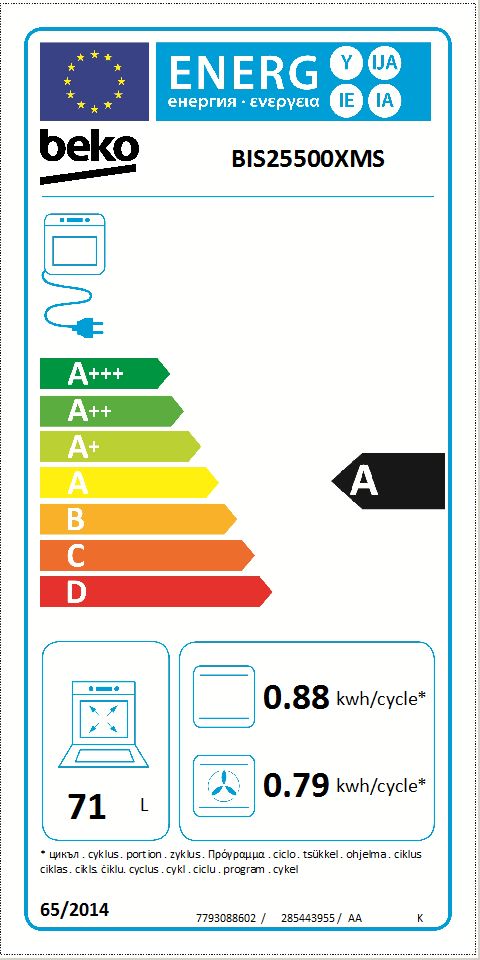 ENERG
енергия · ενεργεια
Y IJA
IE IA
beko
BIS25500XMS
A+++
A++
A+
A
A
B
C
D
0.88 kwh/cycle*
0.79 kwh/cycle*
71 L
* цикъл . cyklus . portion . zyklus . Πρόγραμμα . ciclo . tsükkel . ohjelma . ciklus
ciklas . cikls. ċiklu. cyclus . cykl . ciclu . program . cykel
65/2014
7793088602 / 285443955 / AA K